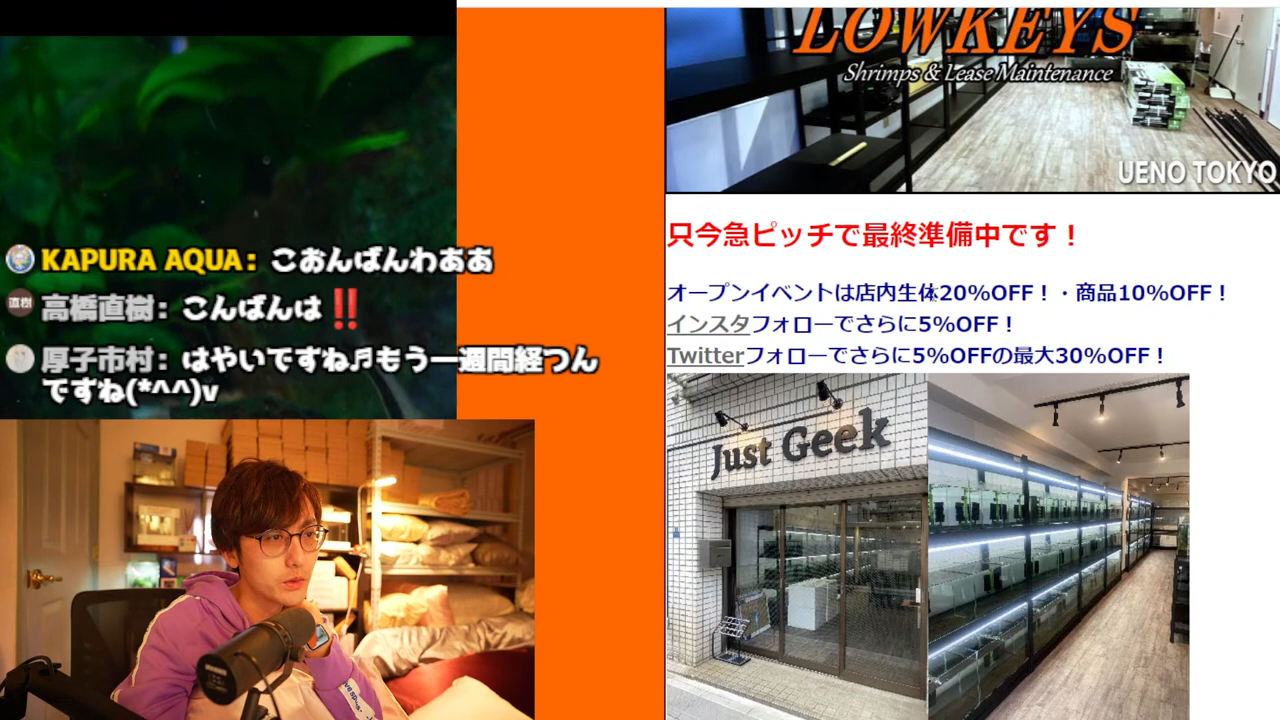 KAPURA AQUA: こおんばんわああ
直樹
高橋直樹: こんばんは‼
厚子市村: はやいですね♬もう一週間経つん
ですね(*^^)v
LOWKEYS
Shrimps & Lease Maintenance
UENO TOKYO
只今急ピッチで最終準備中です！
オープンイベントは店内生体20%OFF！・商品10%OFF！
インスタフォローでさらに5%OFF！
Twitterフォローでさらに5%OFFの最大30%OFF！
Just Geek